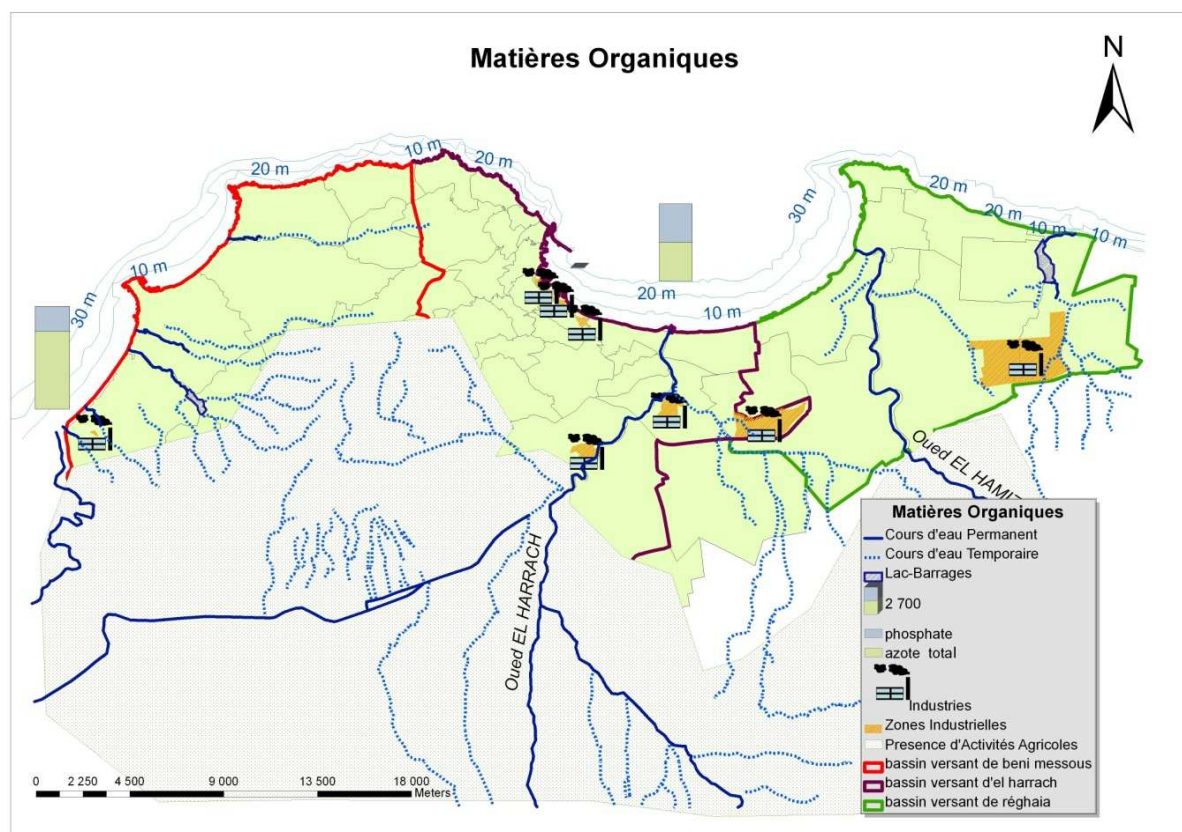 Matières Organiques
N
10 m
20 m
20 m
30 m
20 m
20 m
10 m
10 m
10 m
30 m
20 m
10 m
Oued EL HARRACH
Oued EL HAMIZ
Matières Organiques
Cours d'eau Permanent
Cours d'eau Temporaire
Lac-Barrages
2 700
phosphate
azote total
Industries
Zones Industrielles
Presence d'Activités Agricoles
bassin versant de beni messous
bassin versant d'el harrach
bassin versant de réghaia
0 2 250 4 500 9 000 13 500 18 000
Meters